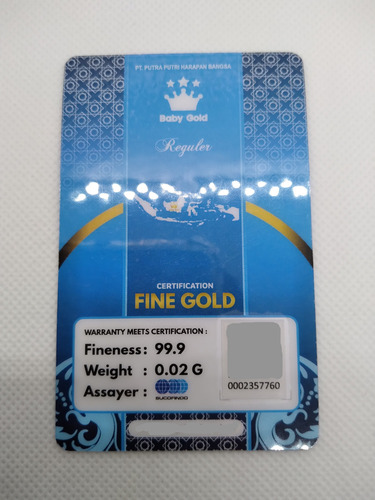 PT. PUTRA PUTRI HARAPAN BANGSA
Baby Gold
Reguler
CERTIFICATION
FINE GOLD
WARRANTY MEETS CERTIFICATION :
Fineness : 99.9
Weight : 0.02 G
Assayer :
SUCOFINDO
0002357760